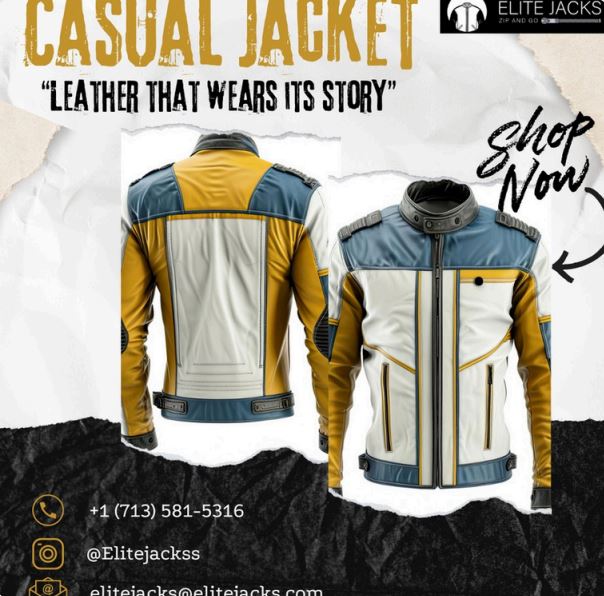 CASUAL JACKET
ELITE JACKS
ZIP AND GO
“LEATHER THAT WEARS ITS STORY”
Shop
Now
+1 (713) 581-5316
@Elitejackss
elitejacks@elitejacks.com